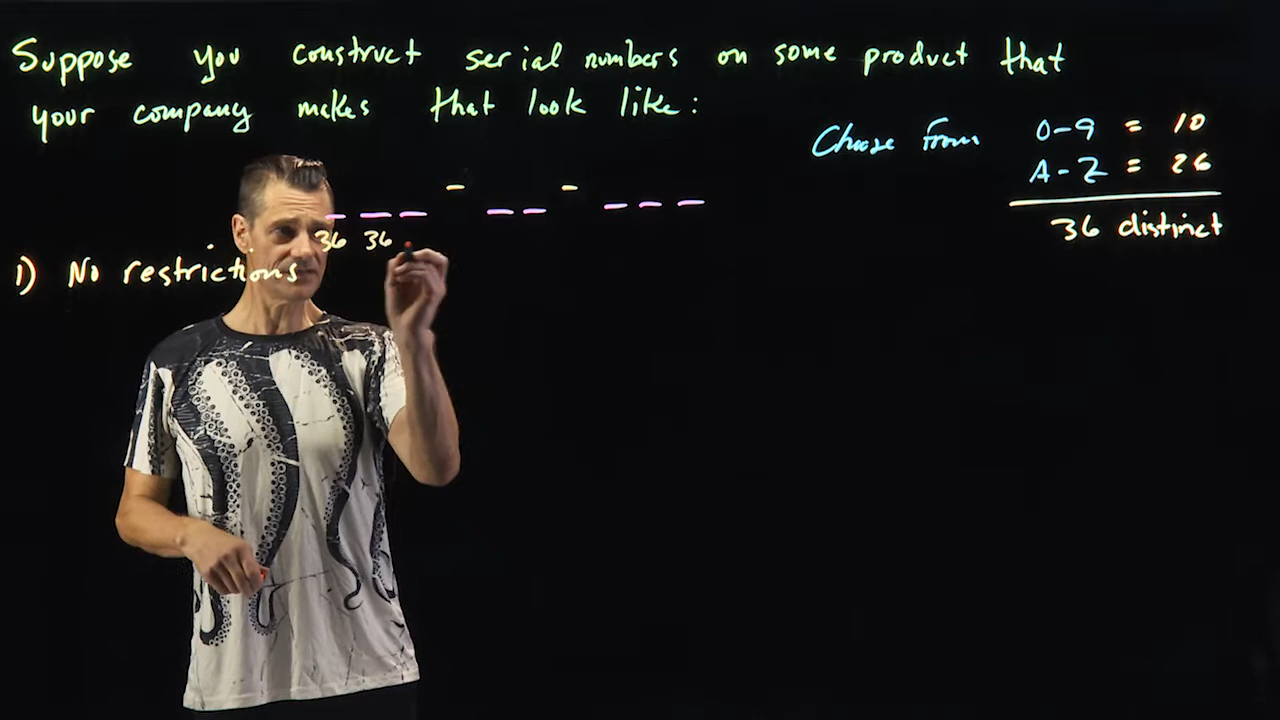 Suppose you construct serial numbers on some product that
your company makes that look like:
Choose from 0-9 = 10
A-Z = 26
36 distinct
_ _ _ - _ _ - _ _ _
36 36
1) No restrictions